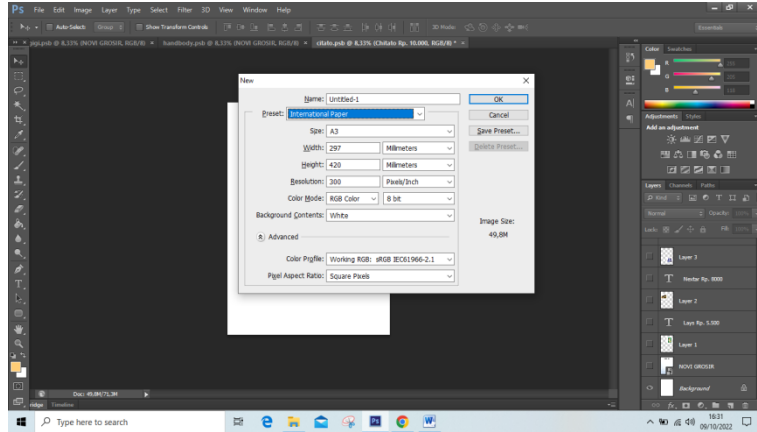 Ps File Edit Image Layer Type Select Filter 3D View Window Help
Auto-Select: Group Show Transform Controls 3D Mode: Essentials
pigi.psb @ 8,33% (NOVI GROSIR, RGB/8) × handbody.psb @ 8,33% (NOVI GROSIR, RGB/8) × citato.psb @ 8,33% (Chitato Rp. 10.000, RGB/8) * ×
Color Swatches
R
G
B
Adjustments Styles
Add an adjustment
Layers Channels Paths
Kind
Normal Opacity:
Lock: Fill:
Layer 3
T Nextar Rp. 8000
Layer 2
T Lays Rp. 5.500
Layer 1
NOVI GROSIR
Background
New
Name: Untitled-1
Preset: International Paper
Size: A3
Width: 297 Millimeters
Height: 420 Millimeters
Resolution: 300 Pixels/Inch
Color Mode: RGB Color 8 bit
Background Contents: White
Advanced
Color Profile: Working RGB: sRGB IEC61966-2.1
Pixel Aspect Ratio: Square Pixels
OK
Cancel
Save Preset...
Delete Preset...
Image Size:
49,8M
Doc: 49,8M/71,3M
Timeline
Type here to search
16:31
09/10/2022